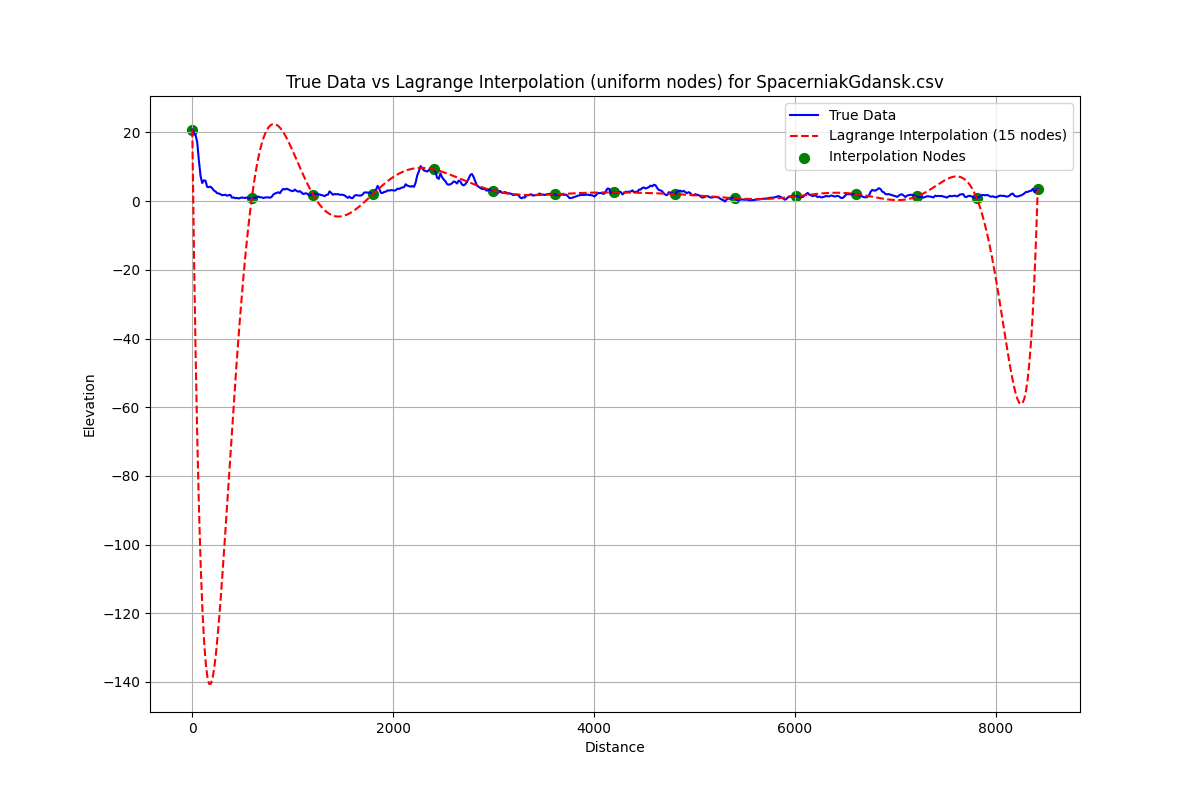 True Data vs Lagrange Interpolation (uniform nodes) for SpacerniakGdansk.csv
True Data
Lagrange Interpolation (15 nodes)
Interpolation Nodes
20
0
−20
−40
−60
−80
−100
−120
−140
Elevation
0
2000
4000
6000
8000
Distance